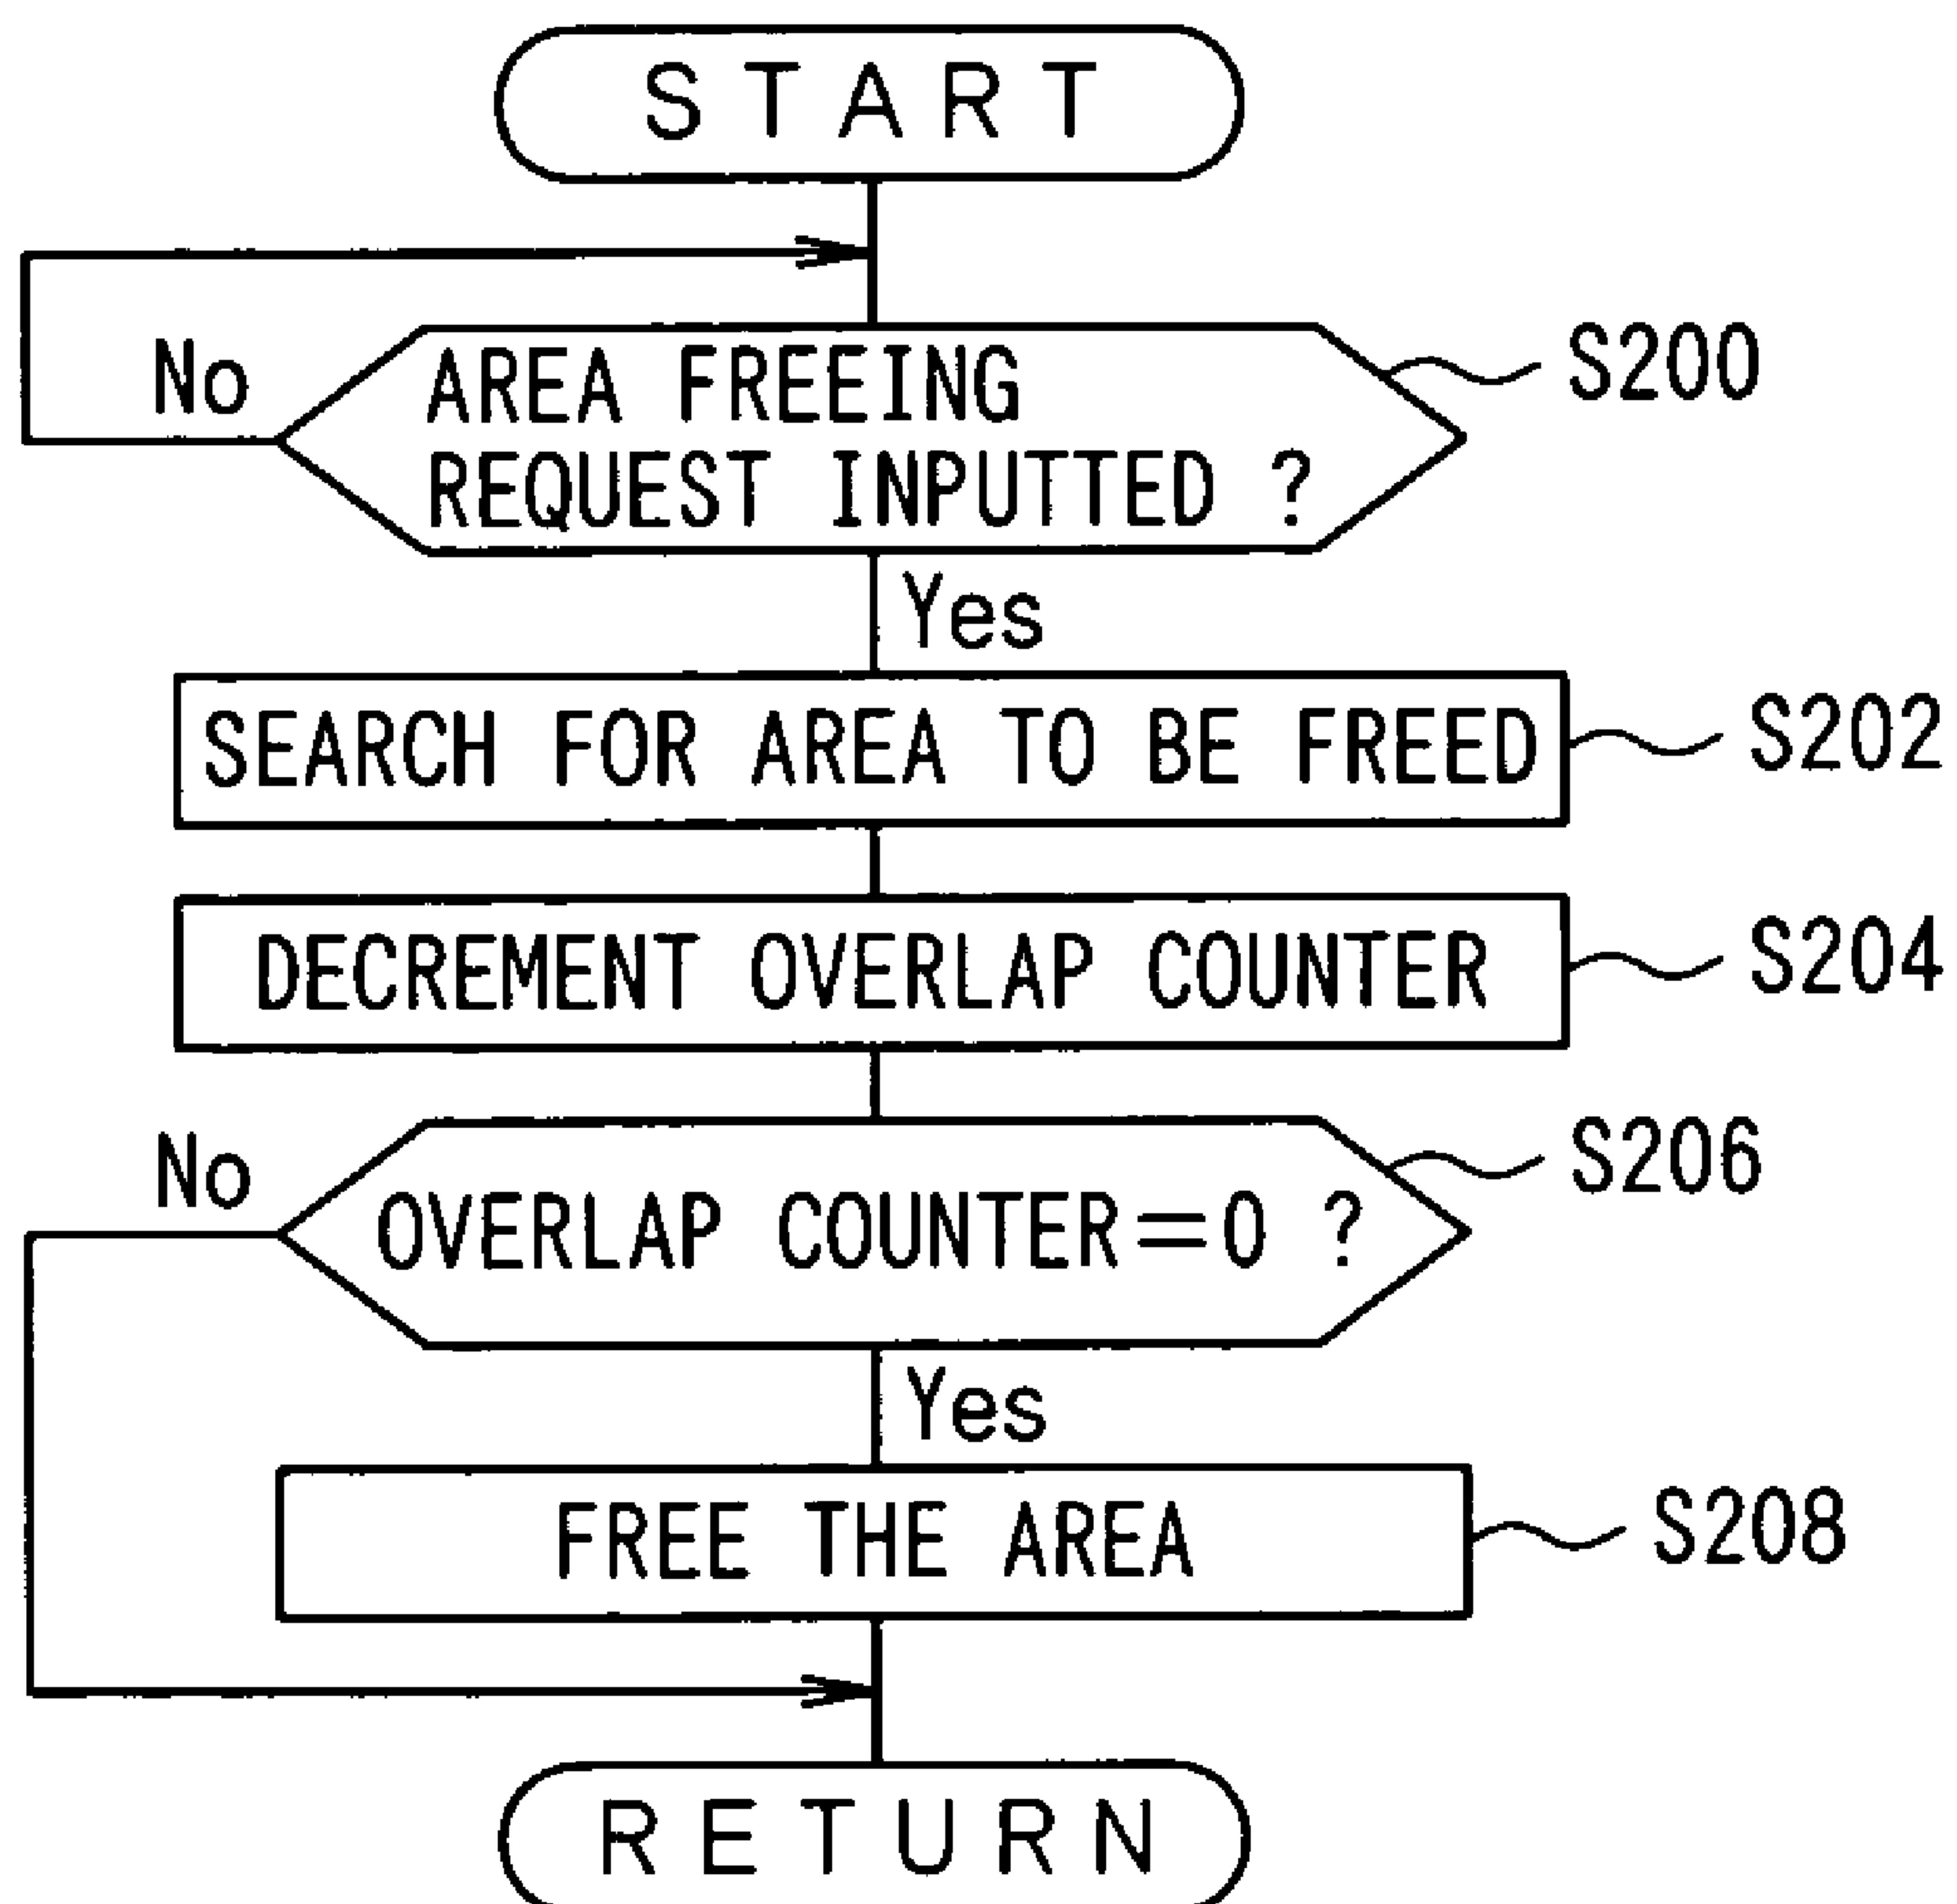 START
No
AREA FREEING
REQUEST INPUTTED ?
S200
Yes
SEARCH FOR AREA TO BE FREED
S202
DECREMENT OVERLAP COUNTER
S204
No
OVERLAP COUNTER=0 ?
S206
Yes
FREE THE AREA
S208
RETURN